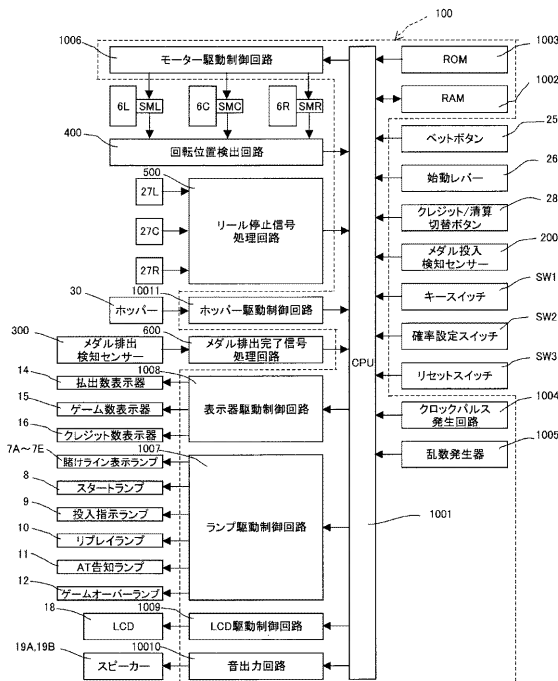 100
1006
モーター駆動制御回路
ROM
1003
6L
SML
6C
SMC
6R
SMR
RAM
1002
400
回転位置検出回路
ベットボタン
25
500
始動レバー
26
27L
27C
27R
リール停止信号
処理回路
クレジット/清算
切替ボタン
28
メダル投入
検知センサー
200
10011
30
ホッパー
ホッパー駆動制御回路
キースイッチ
SW1
300
メダル排出
検知センサー
600
メダル排出完了信号
処理回路
CPU
確率設定スイッチ
SW2
14
払出数表示器
1008
リセットスイッチ
SW3
15
ゲーム数表示器
表示器駆動制御回路
クロックパルス
発生回路
1004
16
クレジット数表示器
7A～7E
賭けライン表示ランプ
1007
乱数発生器
1005
8
スタートランプ
9
投入指示ランプ
ランプ駆動制御回路
1001
10
リプレイランプ
11
AT告知ランプ
12
ゲームオーバーランプ
18
LCD
1009
LCD駆動制御回路
19A,19B
スピーカー
10010
音出力回路